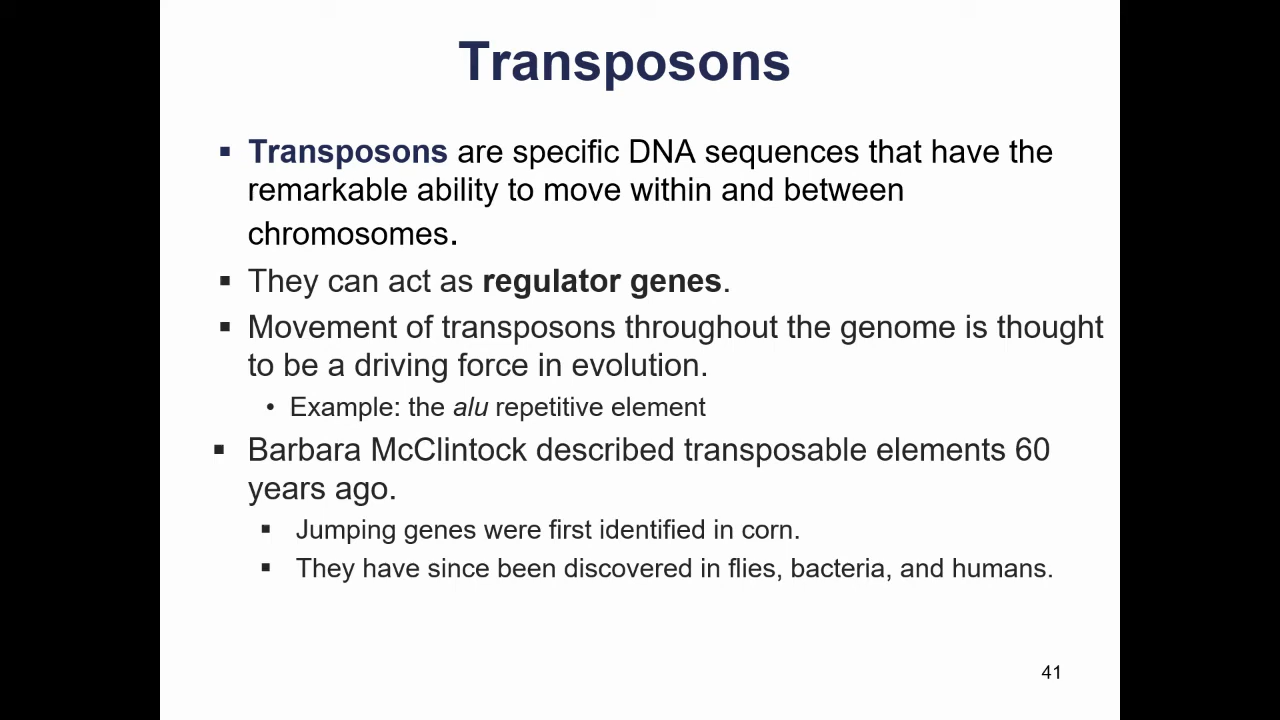 Transposons
▪ Transposons are specific DNA sequences that have the
remarkable ability to move within and between
chromosomes.
▪ They can act as regulator genes.
▪ Movement of transposons throughout the genome is thought
to be a driving force in evolution.
• Example: the alu repetitive element
▪ Barbara McClintock described transposable elements 60
years ago.
▪ Jumping genes were first identified in corn.
▪ They have since been discovered in flies, bacteria, and humans.
41